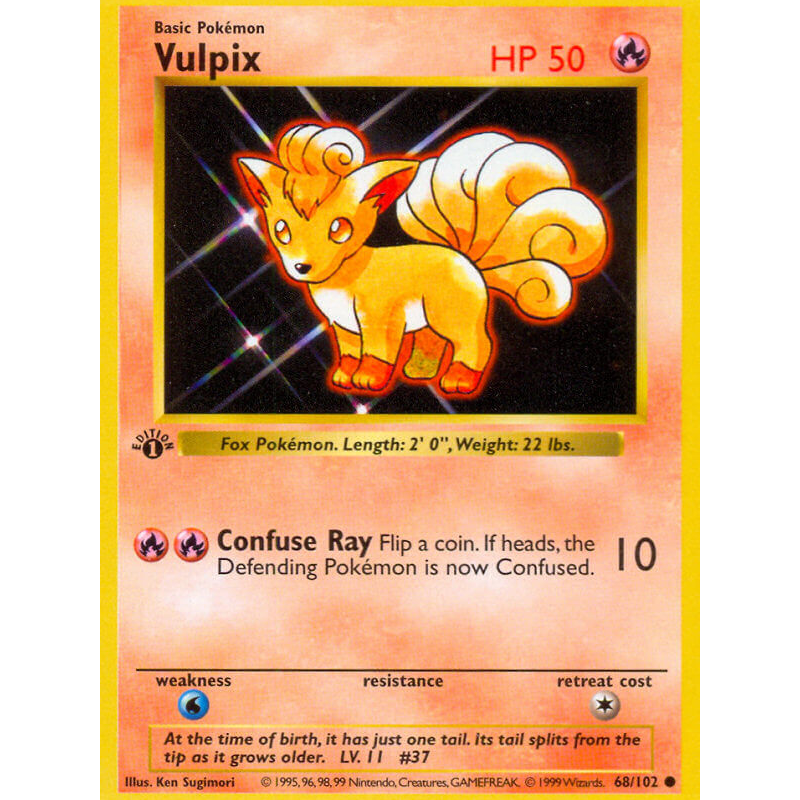 Basic Pokémon
Vulpix HP 50
EDITION 1
Fox Pokémon. Length: 2' 0", Weight: 22 lbs.
Confuse Ray Flip a coin. If heads, the
Defending Pokémon is now Confused. 10
weakness resistance retreat cost
At the time of birth, it has just one tail. Its tail splits from the
tip as it grows older. LV. 11 #37
Illus. Ken Sugimori © 1995, 96, 98, 99 Nintendo, Creatures, GAMEFREAK. © 1999 Wizards. 68/102